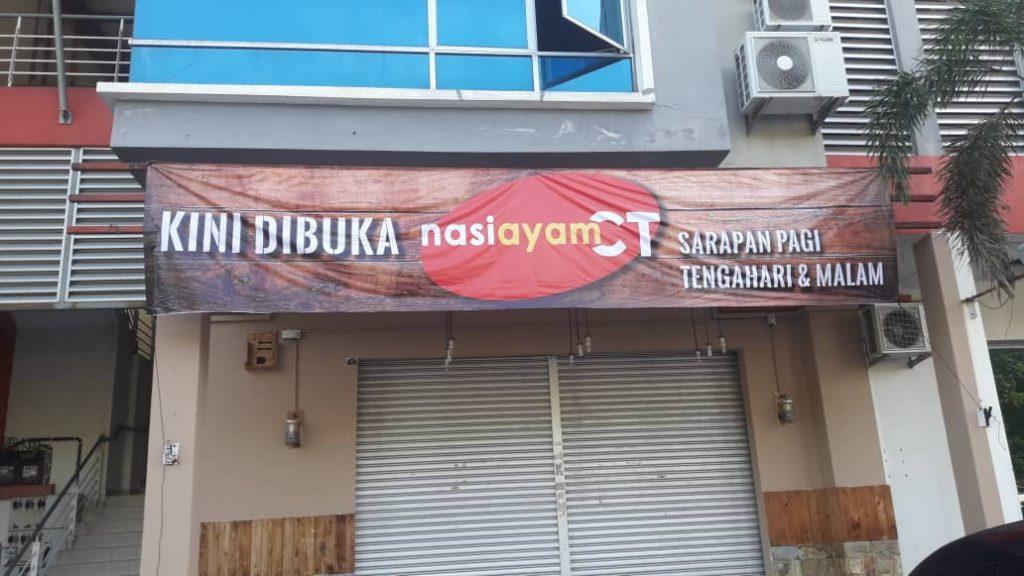 KINI DIBUKA
nasiayamCT
SARAPAN PAGI
TENGAHARI & MALAM